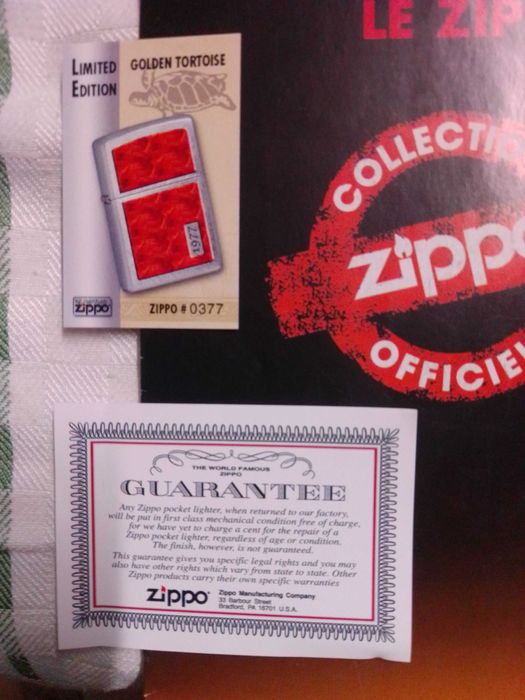 LE ZIP
LIMITED
EDITION
GOLDEN TORTOISE
1977
zippo
ZIPPO # 0377
COLLECTI
zippo
OFFICIE
THE WORLD FAMOUS
ZIPPO
GUARANTEE
Any Zippo pocket lighter, when returned to our factory,
will be put in first class mechanical condition free of charge,
for we have yet to charge a cent for the repair of a
Zippo pocket lighter, regardless of age or condition.
The finish, however, is not guaranteed.
This guarantee gives you specific legal rights and you may
also have other rights which vary from state to state. Other
Zippo products carry their own specific warranties
zippo
Zippo Manufacturing Company
33 Barbour Street
Bradford, PA 16701 U.S.A.